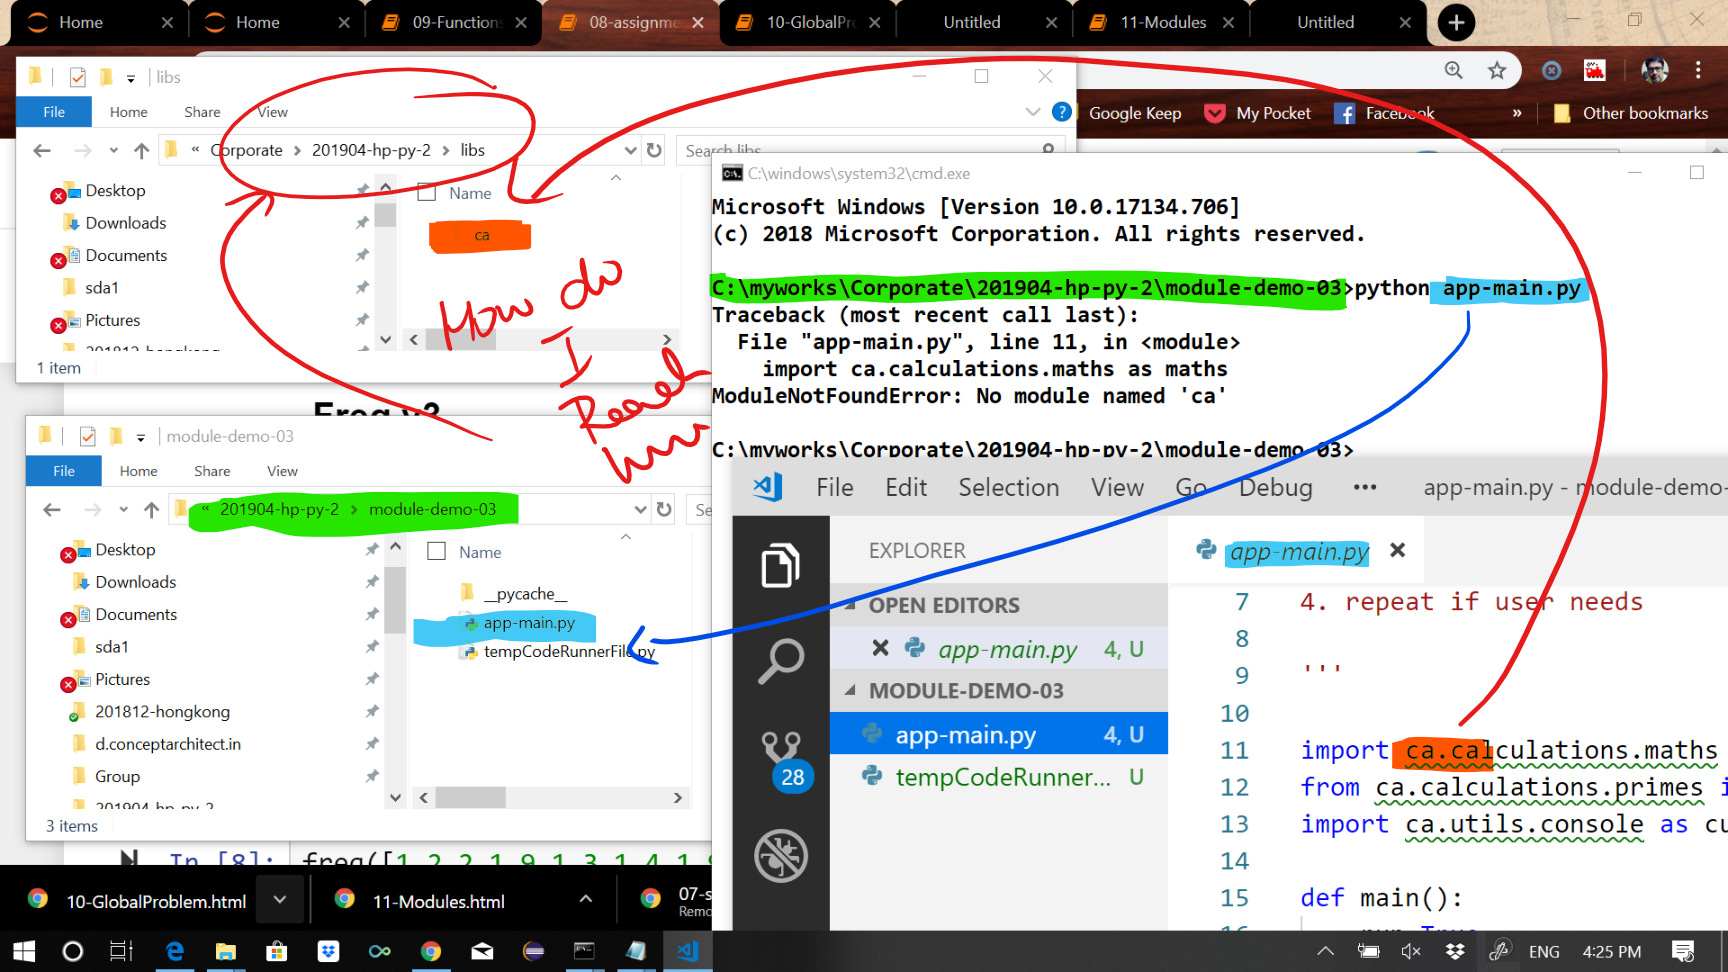 Home
Home
09-Functions
08-assignme
10-GlobalPr
Untitled
11-Modules
Untitled
libs
File
Home
Share
View
Google Keep
My Pocket
Facebook
»
Other bookmarks
« Corporate > 201904-hp-py-2 > libs
Search libs
Desktop
Downloads
Documents
sda1
Pictures
201812-hongkong
Name
ca
1 item
How do
I
Reach
Freq v2
C:\windows\system32\cmd.exe
Microsoft Windows [Version 10.0.17134.706]
(c) 2018 Microsoft Corporation. All rights reserved.
C:\myworks\Corporate\201904-hp-py-2\module-demo-03>python app-main.py
Traceback (most recent call last):
File "app-main.py", line 11, in <module>
import ca.calculations.maths as maths
ModuleNotFoundError: No module named 'ca'
C:\myworks\Corporate\201904-hp-py-2\module-demo-03>
module-demo-03
File
Home
Share
View
« 201904-hp-py-2 > module-demo-03
Se
Desktop
Downloads
Documents
sda1
Pictures
201812-hongkong
d.conceptarchitect.in
Group
201904-hp-py-2
Name
__pycache__
app-main.py
tempCodeRunnerFile.py
3 items
In [8]:
File
Edit
Selection
View
Go
Debug
•••
app-main.py - module-demo-
EXPLORER
OPEN EDITORS
app-main.py 4, U
MODULE-DEMO-03
app-main.py 4, U
tempCodeRunner... U
28
app-main.py
7 4. repeat if user needs
8
9 '''
10
11 import ca.calculations.maths
12 from ca.calculations.primes i
13 import ca.utils.console as cu
14
15 def main():
10-GlobalProblem.html
11-Modules.html
07-s
Remo
ENG
4:25 PM